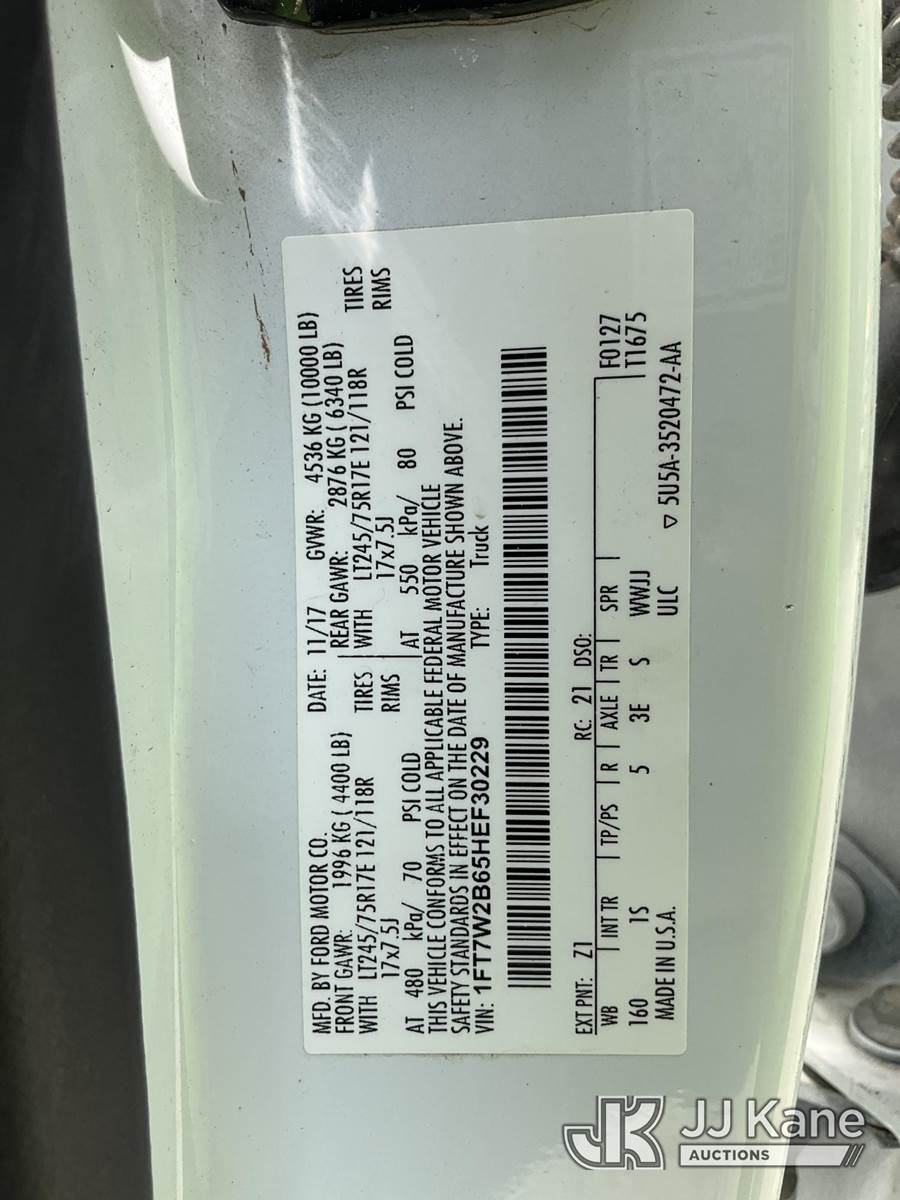 MFD. BY FORD MOTOR CO.
DATE: 11/17 GVWR: 4536 KG (10000 LB)
FRONT GAWR: 1996 KG ( 4400 LB) REAR GAWR: 2876 KG ( 6340 LB)
WITH LT245/75R17E 121/118R TIRES WITH LT245/75R17E 121/118R TIRES
17x7.5J RIMS 17x7.5J RIMS
AT 480 kPa/ 70 PSI COLD AT 550 kPa/ 80 PSI COLD
THIS VEHICLE CONFORMS TO ALL APPLICABLE FEDERAL MOTOR VEHICLE
SAFETY STANDARDS IN EFFECT ON THE DATE OF MANUFACTURE SHOWN ABOVE.
VIN: 1FT7W2B65HEF30229 TYPE: Truck
EXT PNT: Z1 RC: 21 DSO:
WB INT TR TP/PS R AXLE TR SPR F0127
160 1S 5 3E S WWJJ T1675
MADE IN U.S.A. ULC ▽ 5U5A-3520472-AA
JK JJ Kane
AUCTIONS